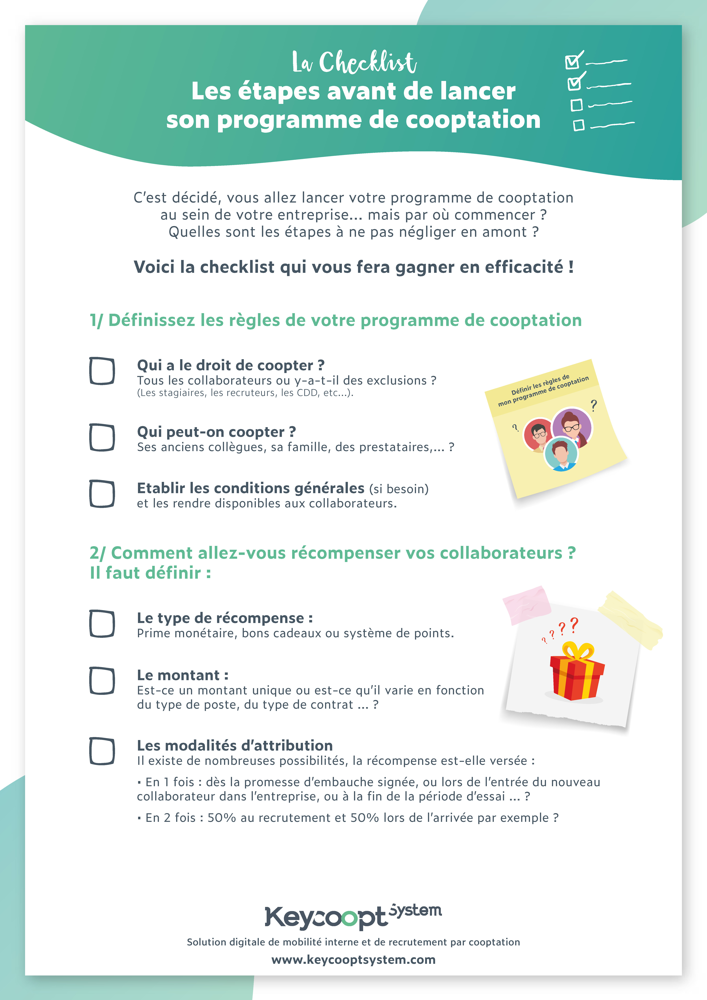 La Checklist
Les étapes avant de lancer
son programme de cooptation
C'est décidé, vous allez lancer votre programme de cooptation
au sein de votre entreprise... mais par où commencer ?
Quelles sont les étapes à ne pas négliger en amont ?
Voici la checklist qui vous fera gagner en efficacité !
1/ Définissez les règles de votre programme de cooptation
Qui a le droit de coopter ?
Tous les collaborateurs ou y-a-t-il des exclusions ?
(Les stagiaires, les recruteurs, les CDD, etc...).
Définir les règles de
mon programme de cooptation
? ?
Qui peut-on coopter ?
Ses anciens collègues, sa famille, des prestataires,... ?
Etablir les conditions générales (si besoin)
et les rendre disponibles aux collaborateurs.
2/ Comment allez-vous récompenser vos collaborateurs ?
Il faut définir :
Le type de récompense :
Prime monétaire, bons cadeaux ou système de points.
? ? ? ?
Le montant :
Est-ce un montant unique ou est-ce qu'il varie en fonction
du type de poste, du type de contrat ... ?
Les modalités d'attribution
Il existe de nombreuses possibilités, la récompense est-elle versée :
• En 1 fois : dès la promesse d'embauche signée, ou lors de l'entrée du nouveau
collaborateur dans l'entreprise, ou à la fin de la période d'essai ... ?
• En 2 fois : 50% au recrutement et 50% lors de l'arrivée par exemple ?
Keycoopt System
Solution digitale de mobilité interne et de recrutement par cooptation
www.keycooptsystem.com